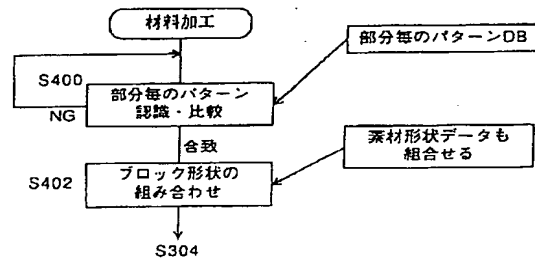 材料加工
部分毎のパターンDB
S400
部分毎のパターン
認識・比較
NG
合致
素材形状データも
組合せる
S402
ブロック形状の
組み合わせ
S304